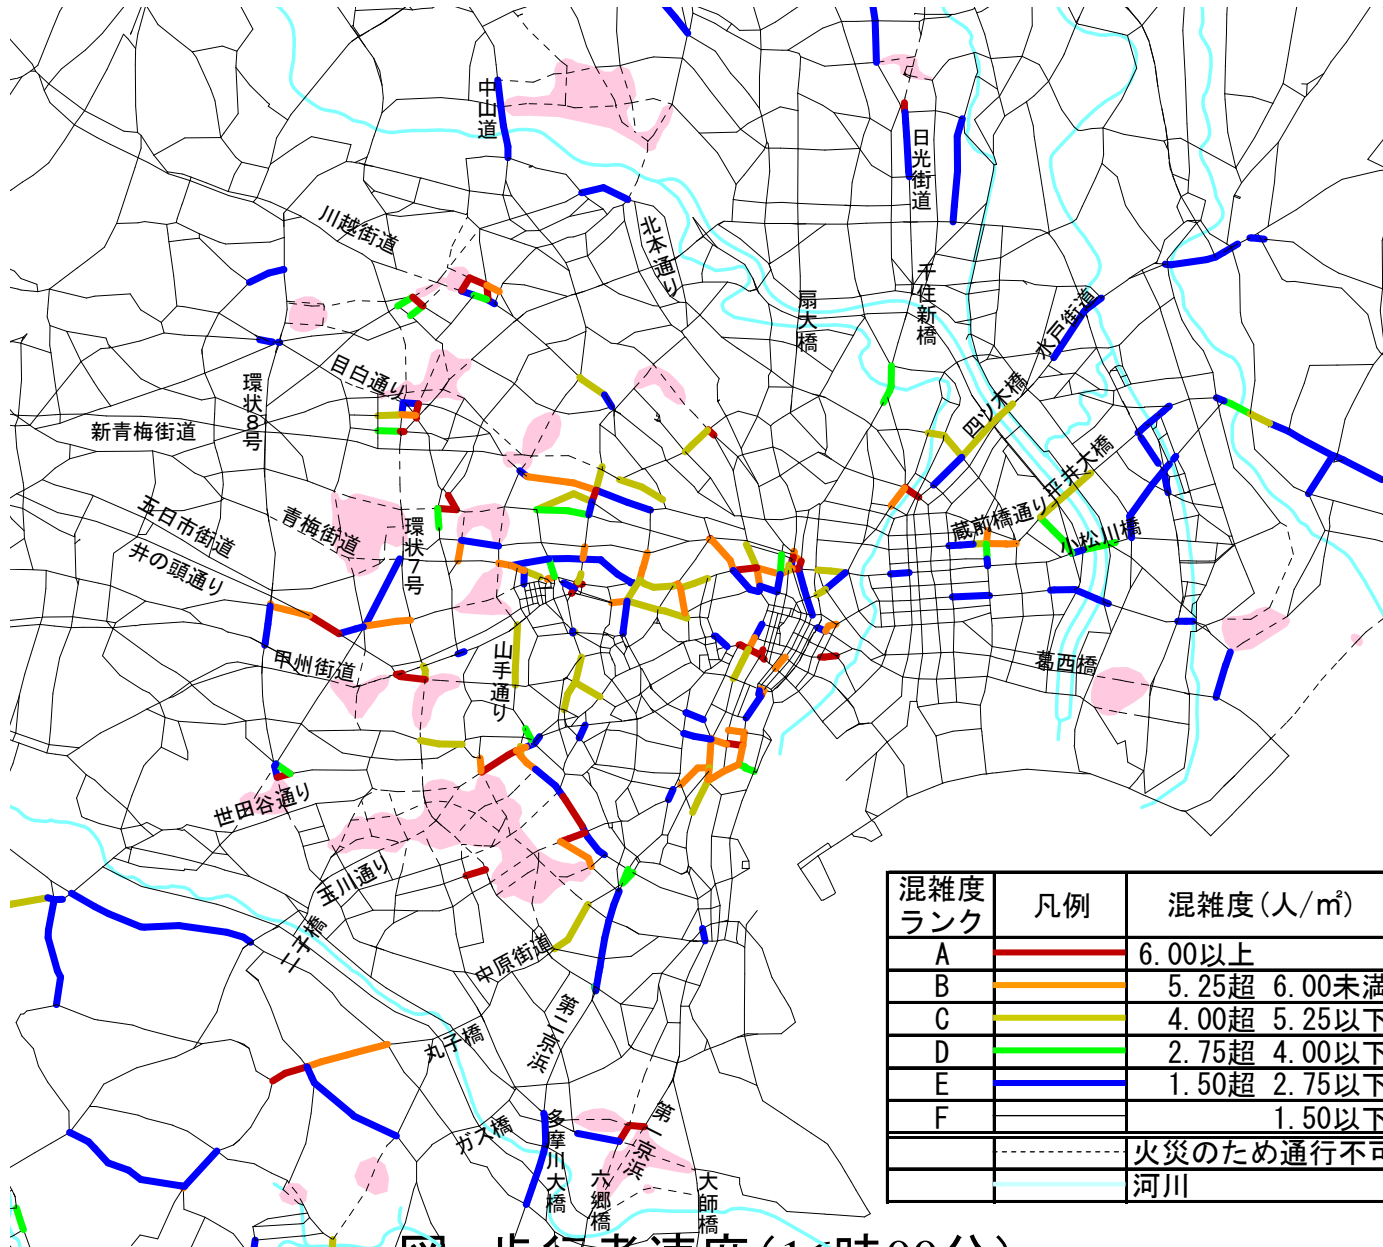 中山道
日光街道
川越街道
北本通り
千住新橋
扇大橋
水戸街道
目白通り
環状8号
新青梅街道
四ツ木橋
平井大橋
五日市街道
青梅街道
環状7号
蔵前橋通り
小松川橋
井の頭通り
甲州街道
山手通り
葛西橋
世田谷通り
玉川通り
二子橋
中原街道
第二京浜
丸子橋
ガス橋
多摩川大橋
六郷橋
第一京浜
大師橋
混雑度ランク 凡例 混雑度(人/㎡)
A 6.00以上
B 5.25超 6.00未満
C 4.00超 5.25以下
D 2.75超 4.00以下
E 1.50超 2.75以下
F 1.50以下
火災のため通行不可
河川